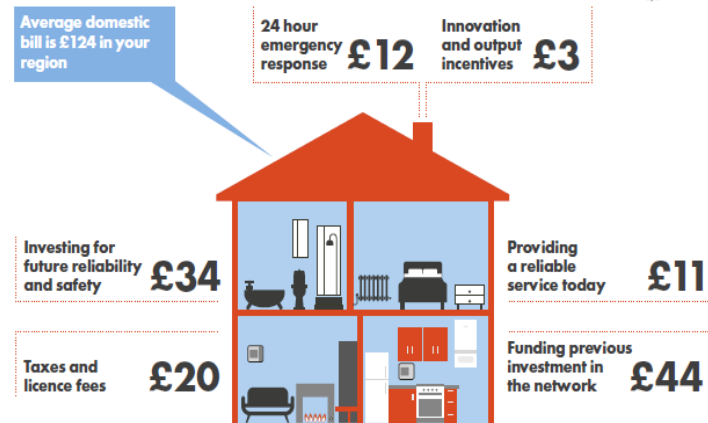 Average domestic
bill is £124 in your
region
24 hour
emergency
response £12
Innovation
and output
incentives £3
Investing for
future reliability
and safety £34
Providing
a reliable
service today £11
Taxes and
licence fees £20
Funding previous
investment in
the network £44